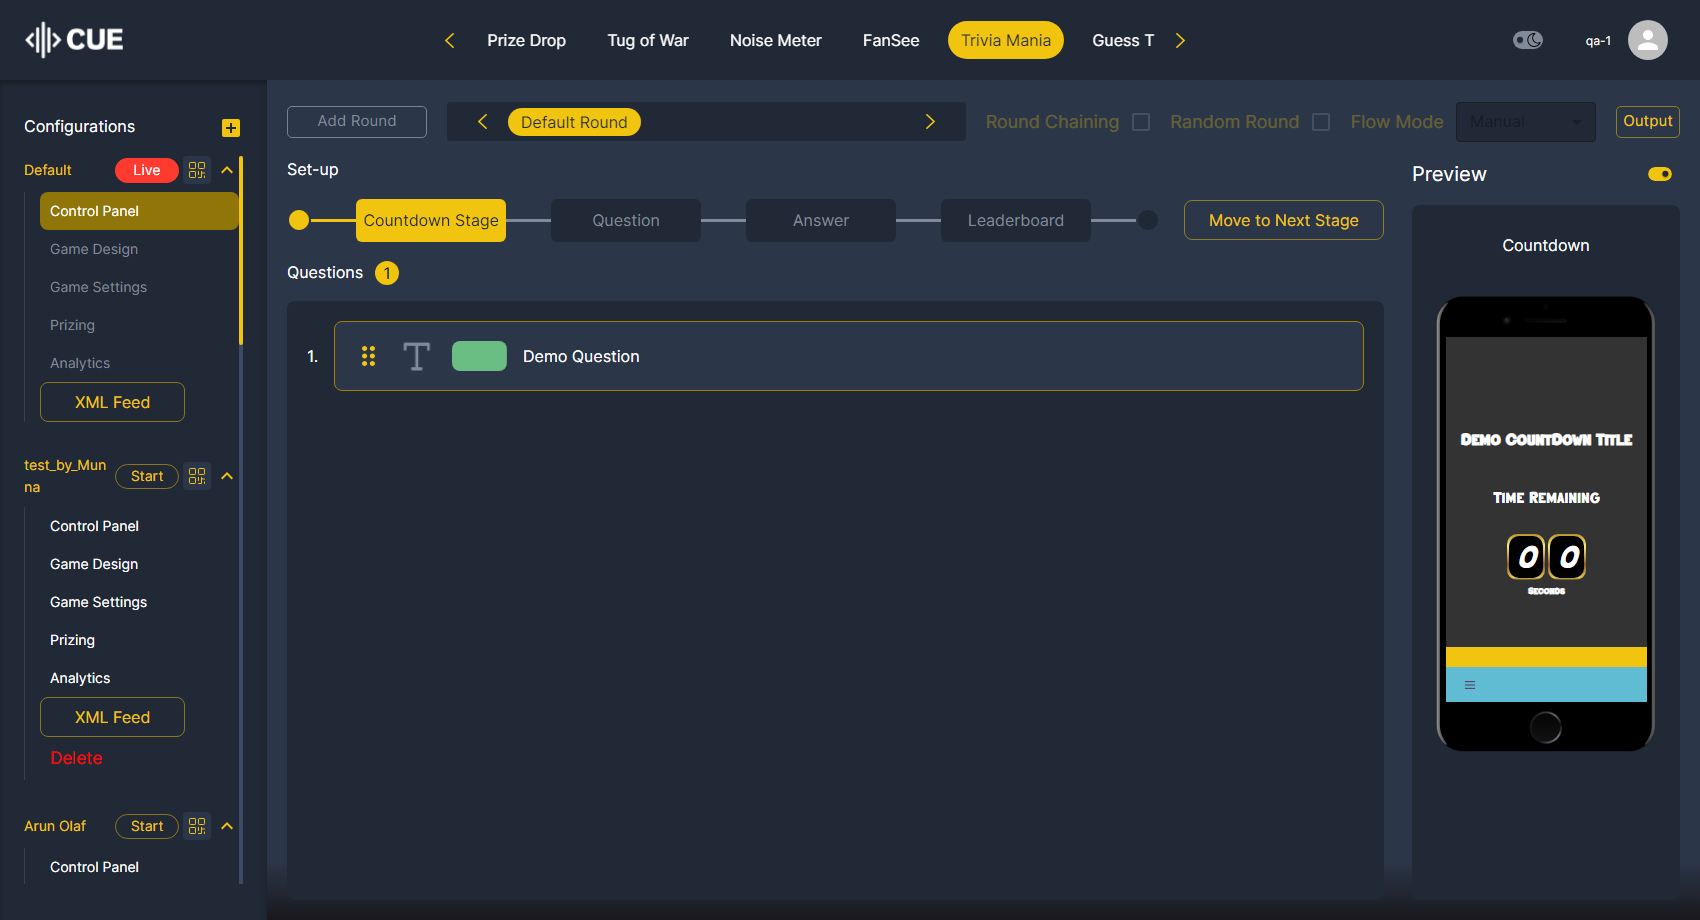 CUE
Prize Drop
Tug of War
Noise Meter
FanSee
Trivia Mania
Guess T
qa-1
Configurations
Default
Live
Control Panel
Game Design
Game Settings
Prizing
Analytics
XML Feed
test_by_Mun
na
Start
Control Panel
Game Design
Game Settings
Prizing
Analytics
XML Feed
Delete
Arun Olaf
Start
Control Panel
Add Round
Default Round
Round Chaining
Random Round
Flow Mode
Manual
Output
Set-up
Countdown Stage
Question
Answer
Leaderboard
Move to Next Stage
Questions 1
1.
T
Demo Question
Preview
Countdown
Demo CountDown Title
Time Remaining
0 0
Seconds